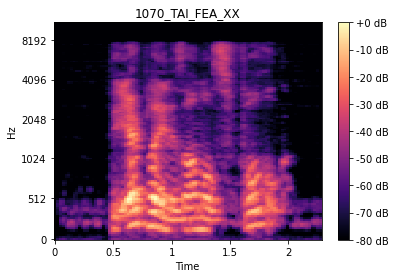 1070_TAI_FEA_XX
+0 dB
8192
-10 dB
4096
-20 dB
-30 dB
2048
Hz
-40 dB
1024
-50 dB
512
-60 dB
-70 dB
0
-80 dB
0
0.5
1
1.5
2
Time